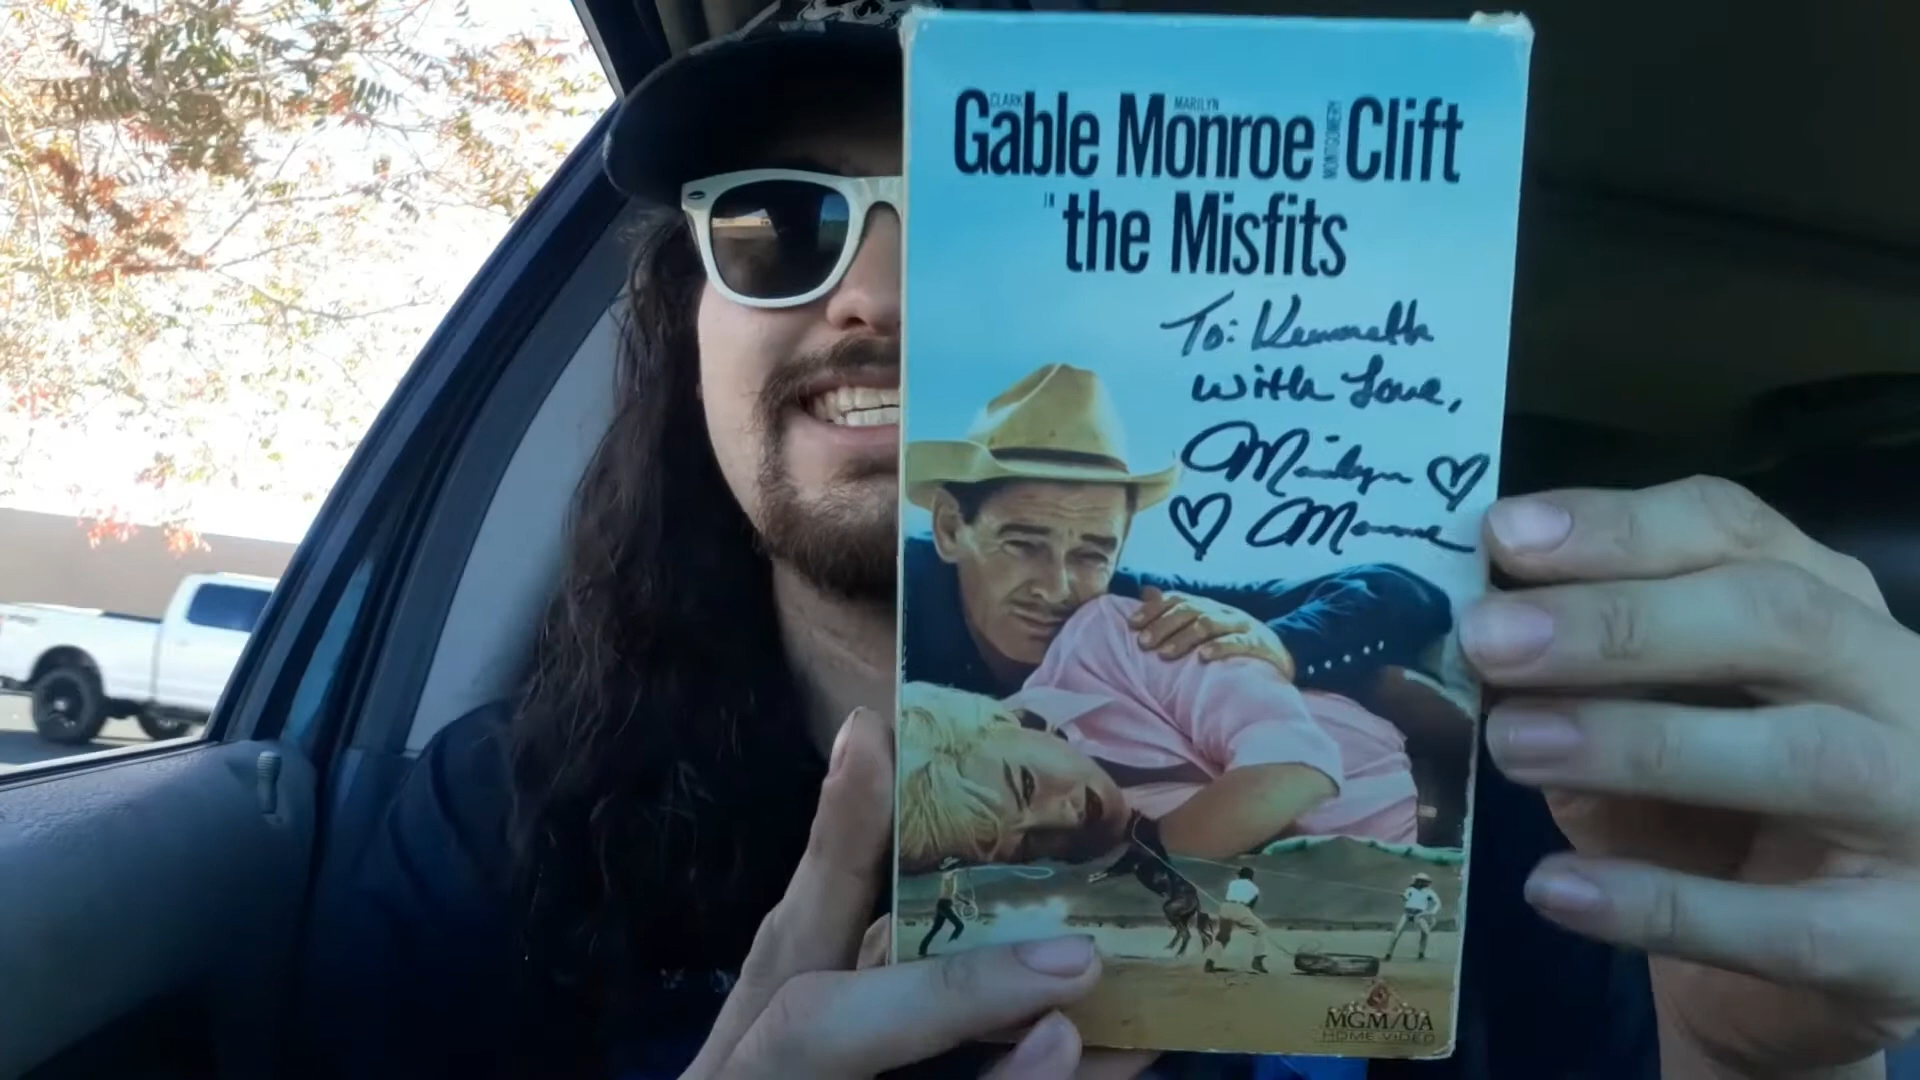 CLARK MARILYN MONTGOMERY
Gable Monroe Clift
IN the Misfits
To: Kenneth
with Love,
Marilyn
Monroe
MGM/UA
HOME VIDEO